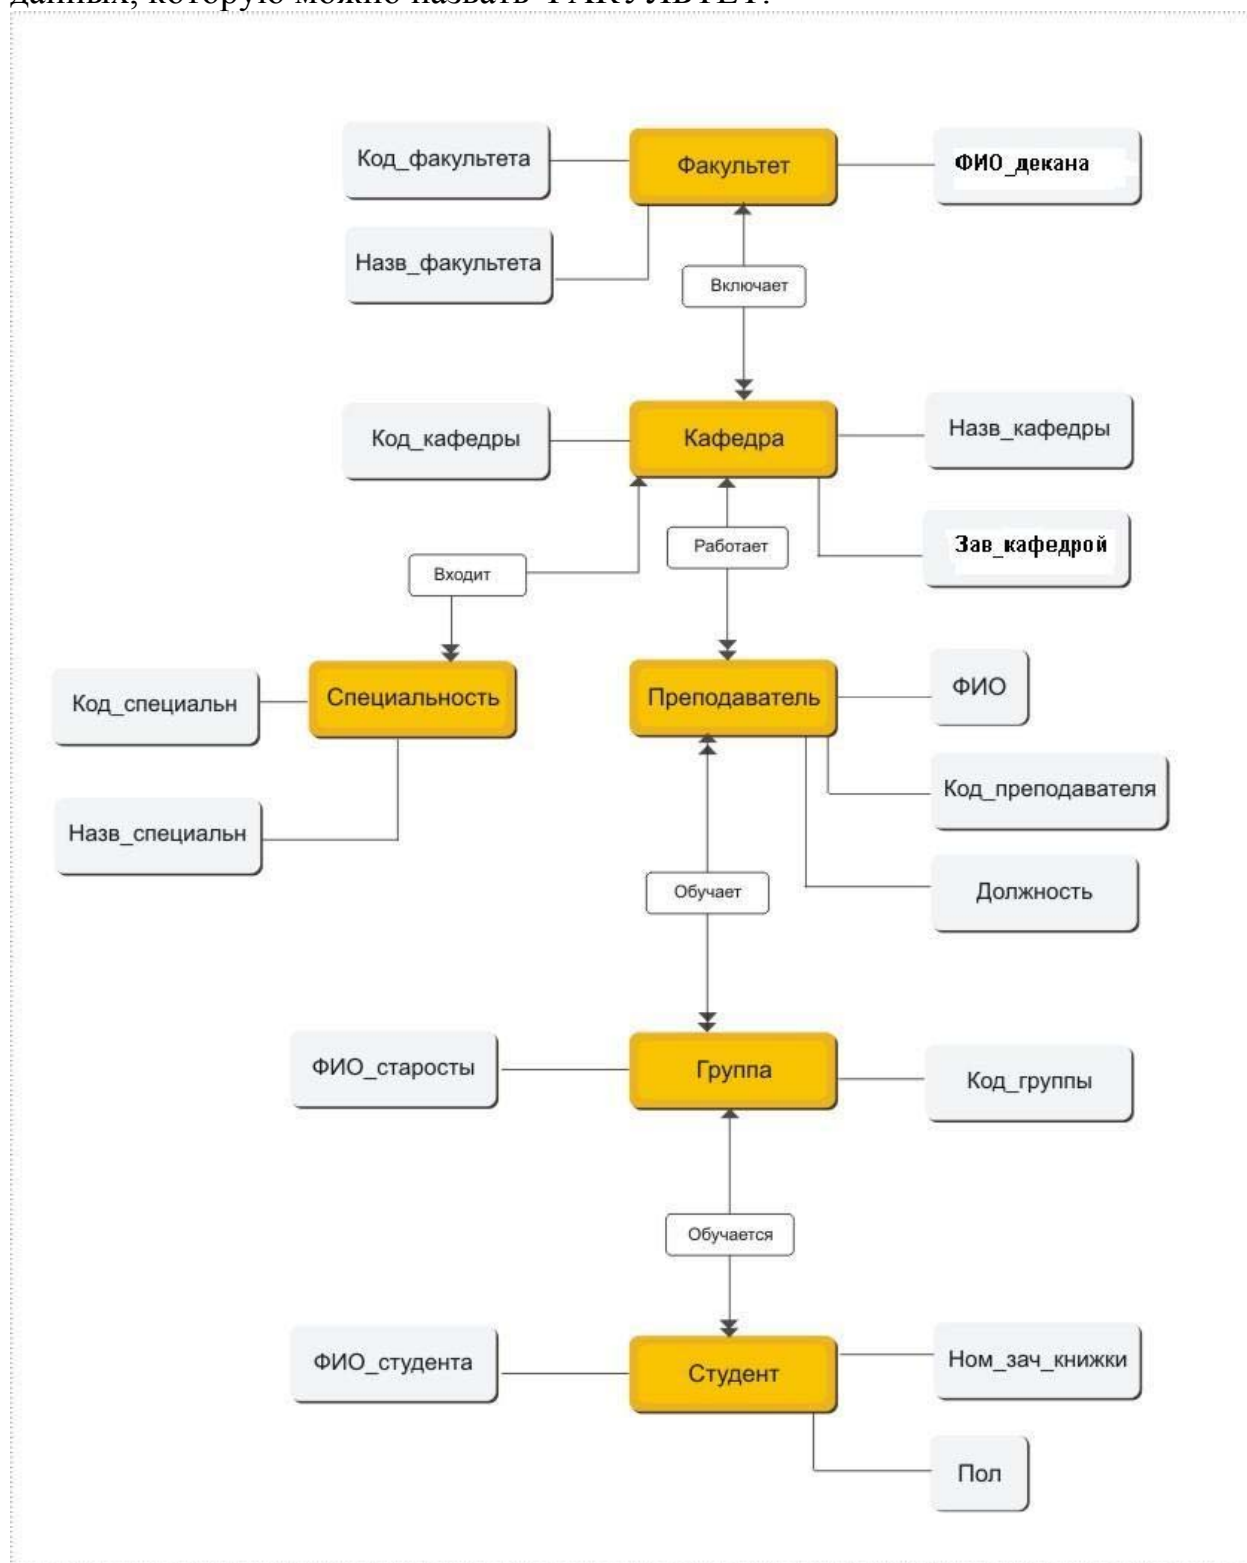 данных, которую можно назвать ФАКУЛЬТЕТ:
Код_факультета
Факультет
ФИО_декана
Назв_факультета
Включает
Код_кафедры
Кафедра
Назв_кафедры
Работает
Зав_кафедрой
Входит
Код_специальн
Специальность
Преподаватель
ФИО
Код_преподавателя
Назв_специальн
Обучает
Должность
ФИО_старосты
Группа
Код_группы
Обучается
ФИО_студента
Студент
Ном_зач_книжки
Пол